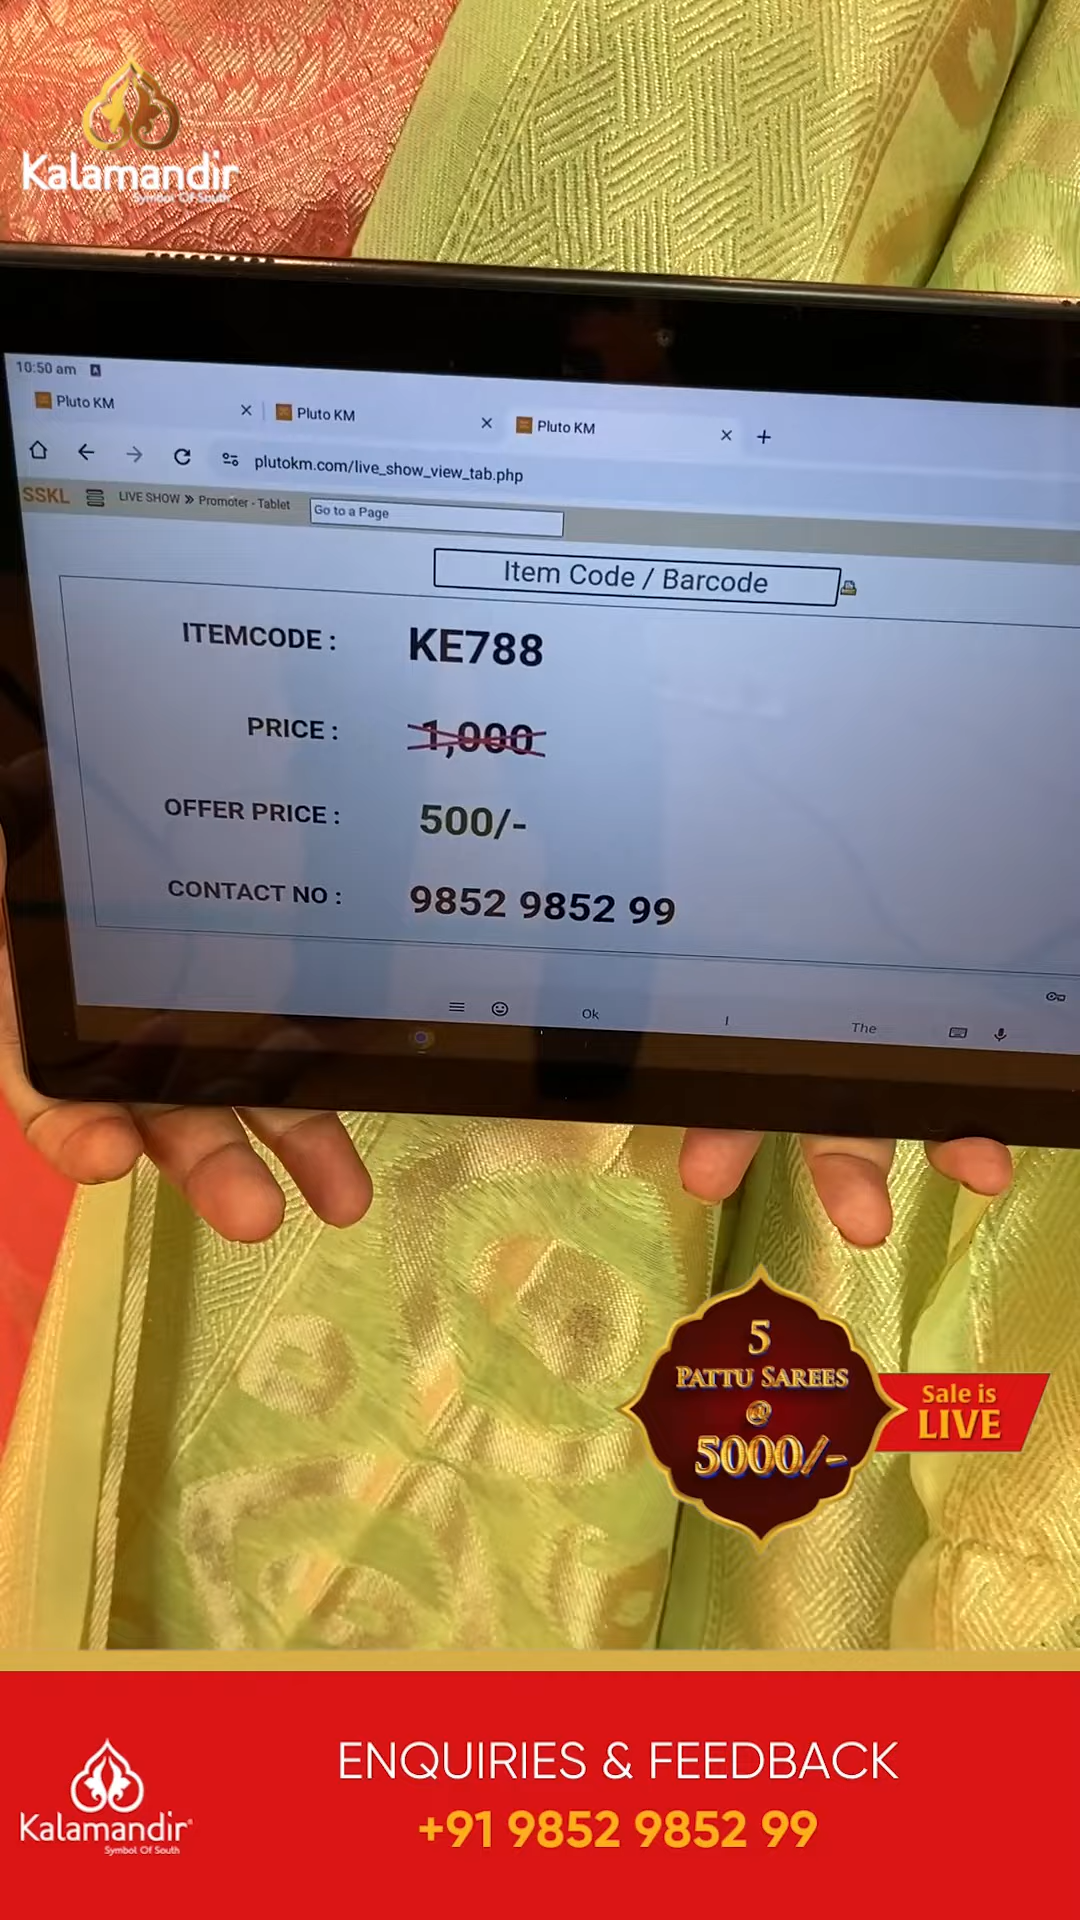 Kalamandir
Symbol Of South
10:50 am
Pluto KM
Pluto KM
Pluto KM
plutokm.com/live_show_view_tab.php
SSKL
LIVE SHOW » Promoter - Tablet
Go to a Page
Item Code / Barcode
ITEMCODE : KE788
PRICE : 1,000
OFFER PRICE : 500/-
CONTACT NO : 9852 9852 99
Ok
I
The
5
PATTU SAREES
@
5000/-
Sale is
LIVE
Kalamandir
Symbol Of South
ENQUIRIES & FEEDBACK
+91 9852 9852 99